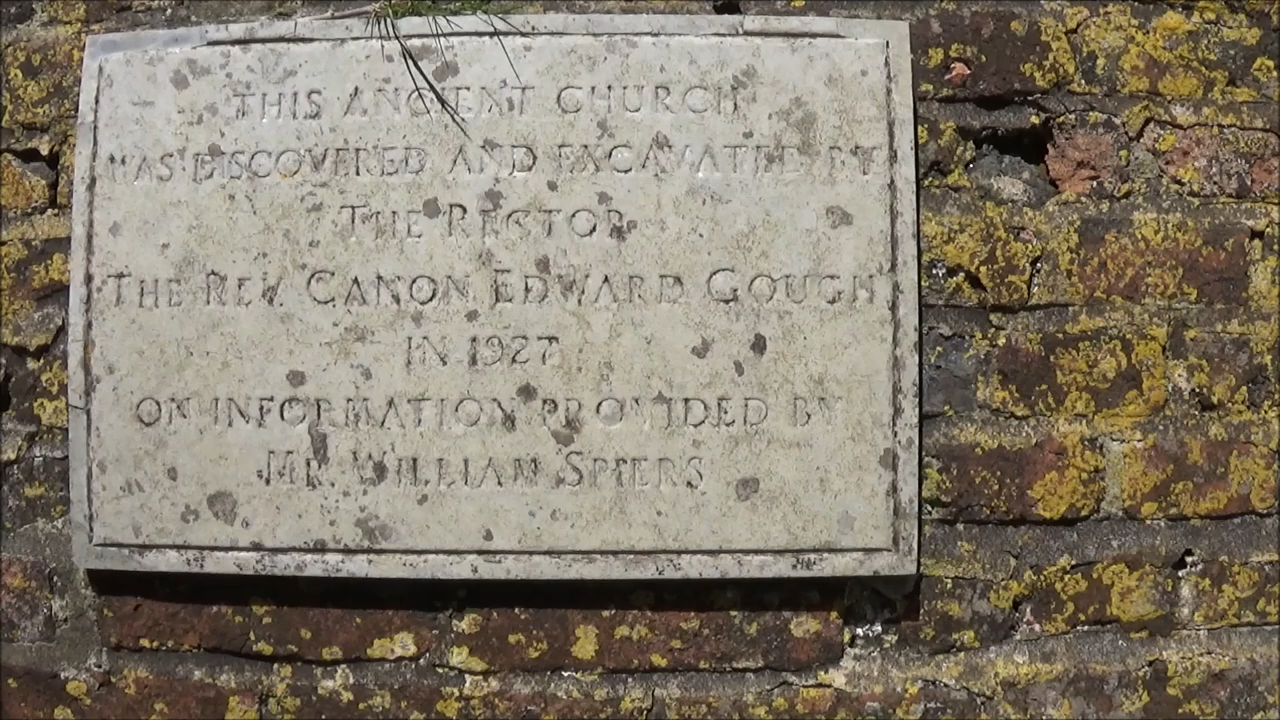 THIS ANCIENT CHURCH
WAS DISCOVERED AND EXCAVATED BY
THE RECTOR
THE REV. CANON EDWARD GOUGH
IN 1927
ON INFORMATION PROVIDED BY
MR. WILLIAM SPIERS